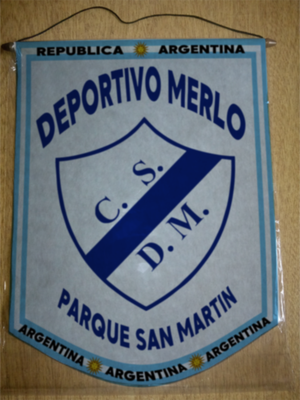 REPUBLICA ARGENTINA
DEPORTIVO MERLO
C. S.
D. M.
PARQUE SAN MARTIN
ARGENTINA ARGENTINA ARGENTINA